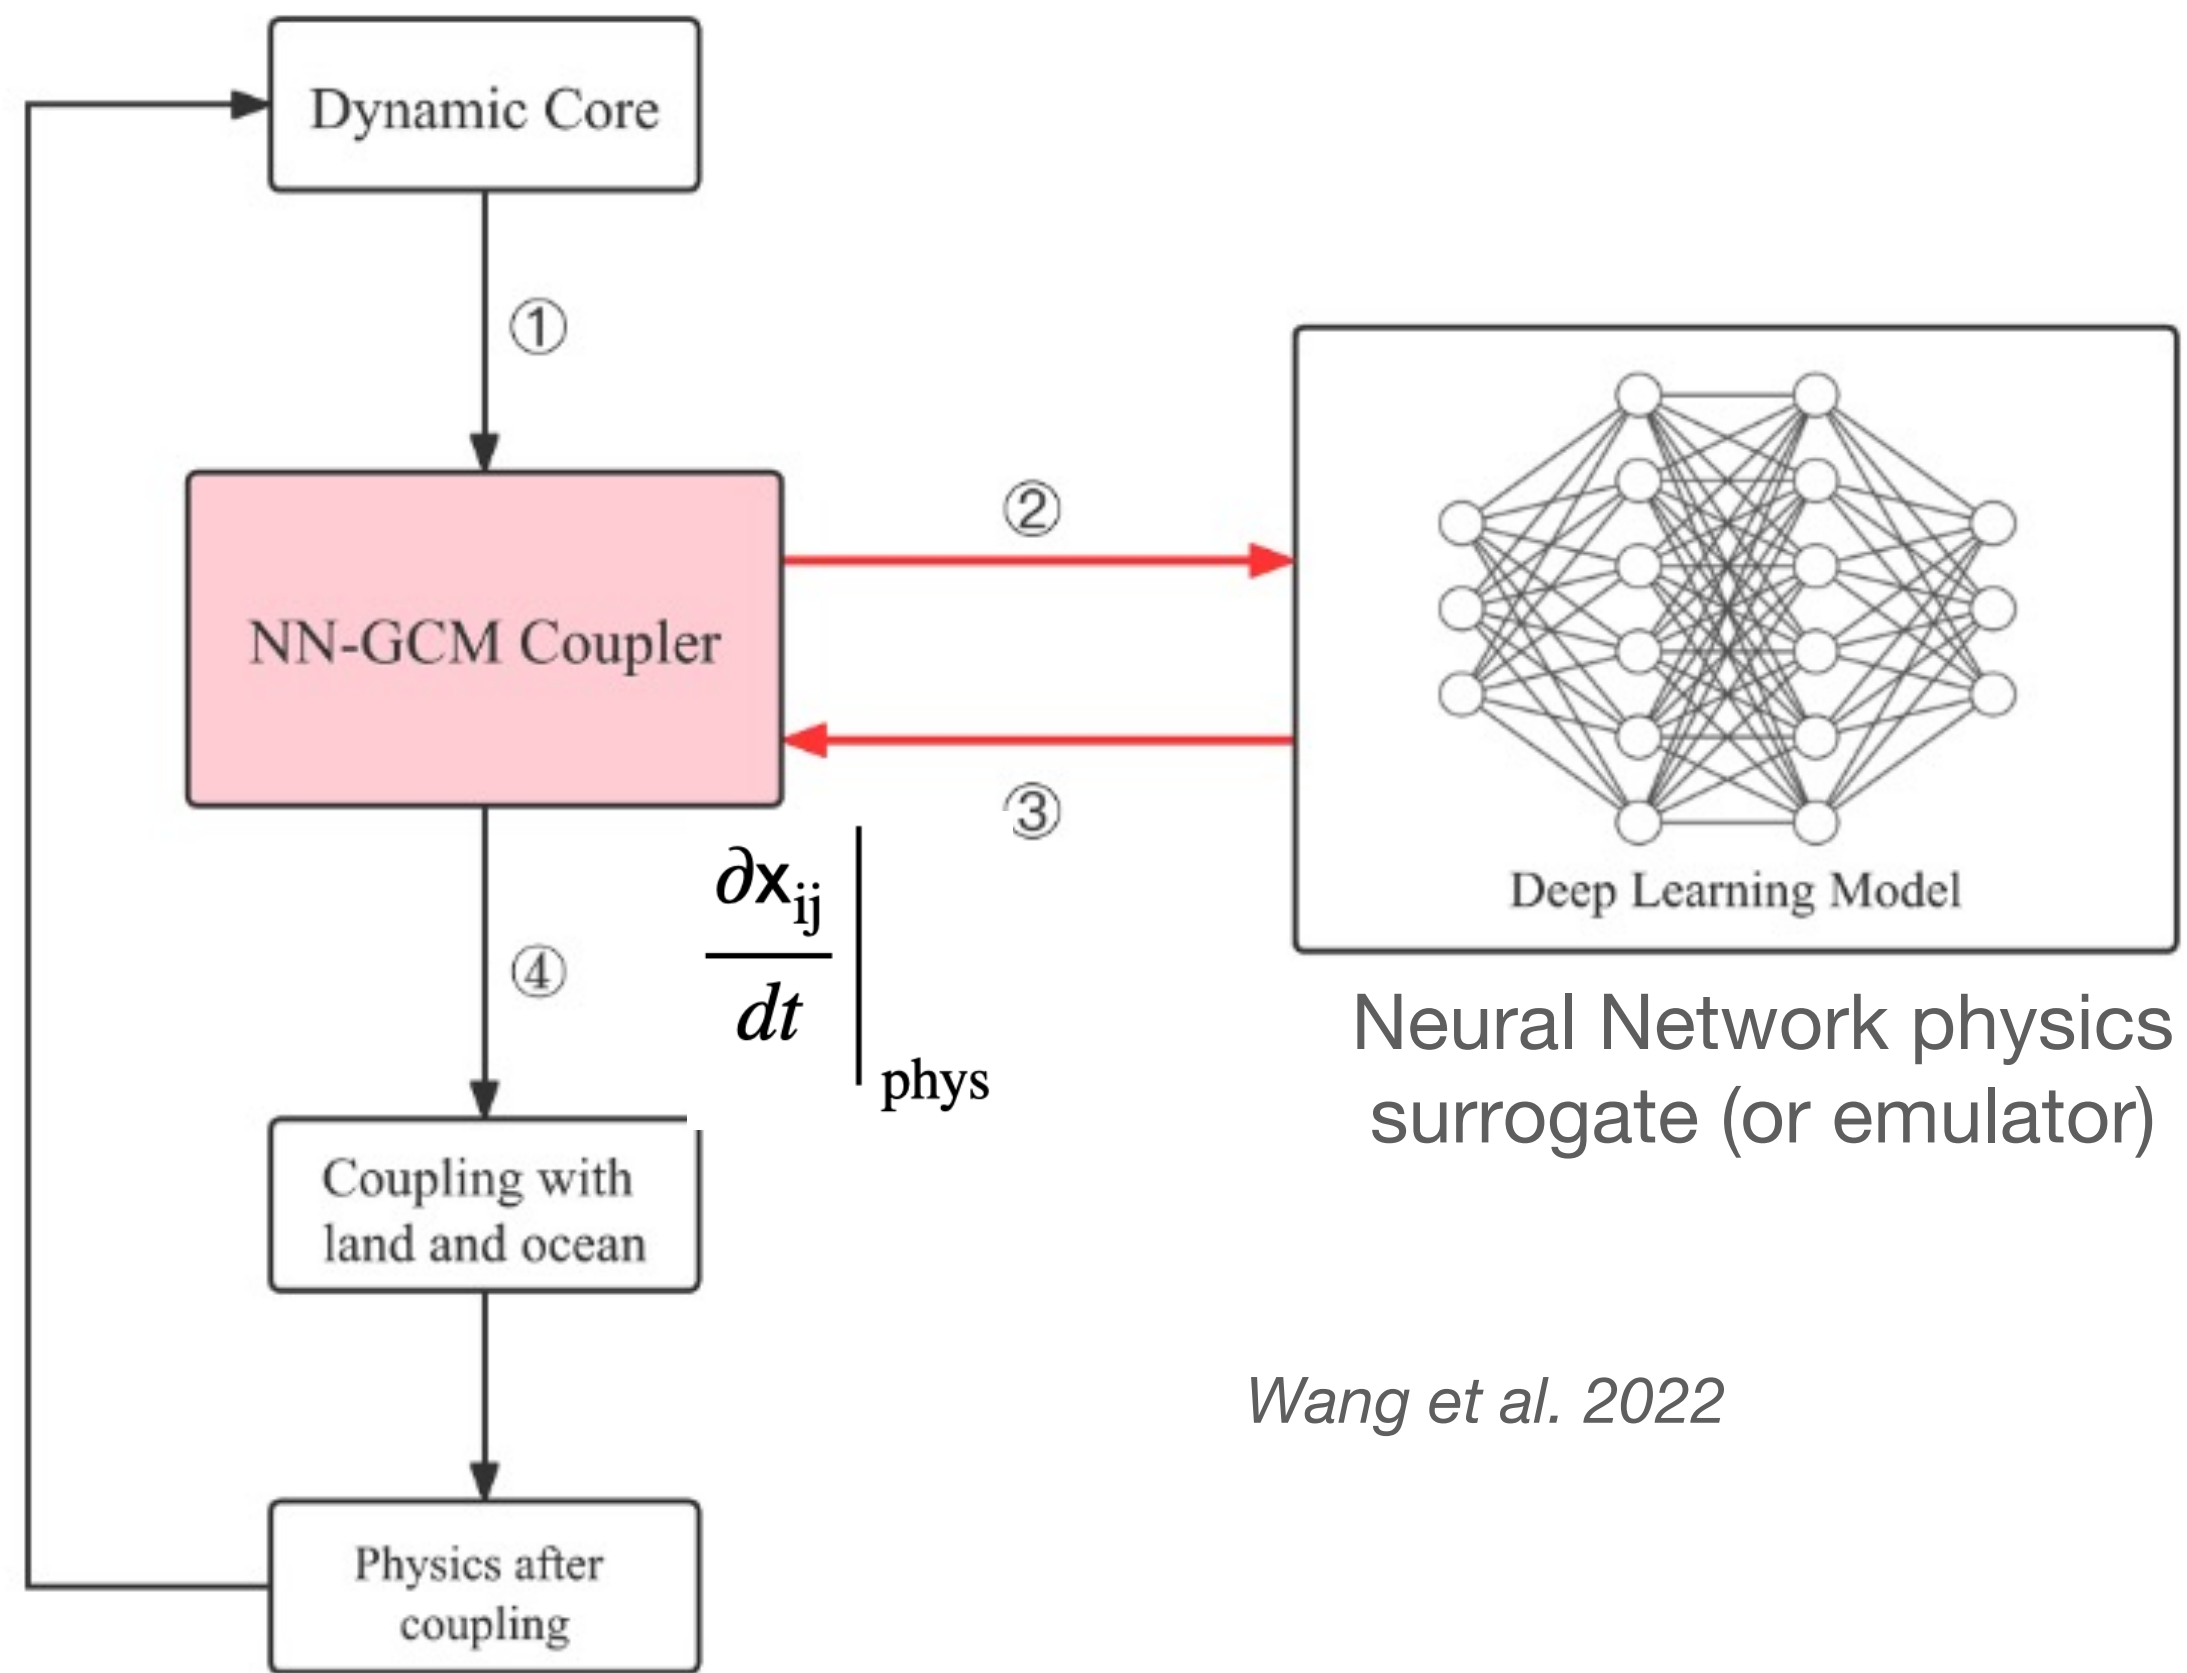 Dynamic Core
①
NN-GCM Coupler
②
③
④
∂x_ij
dt
phys
Deep Learning Model
Neural Network physics
surrogate (or emulator)
Coupling with
land and ocean
Wang et al. 2022
Physics after
coupling